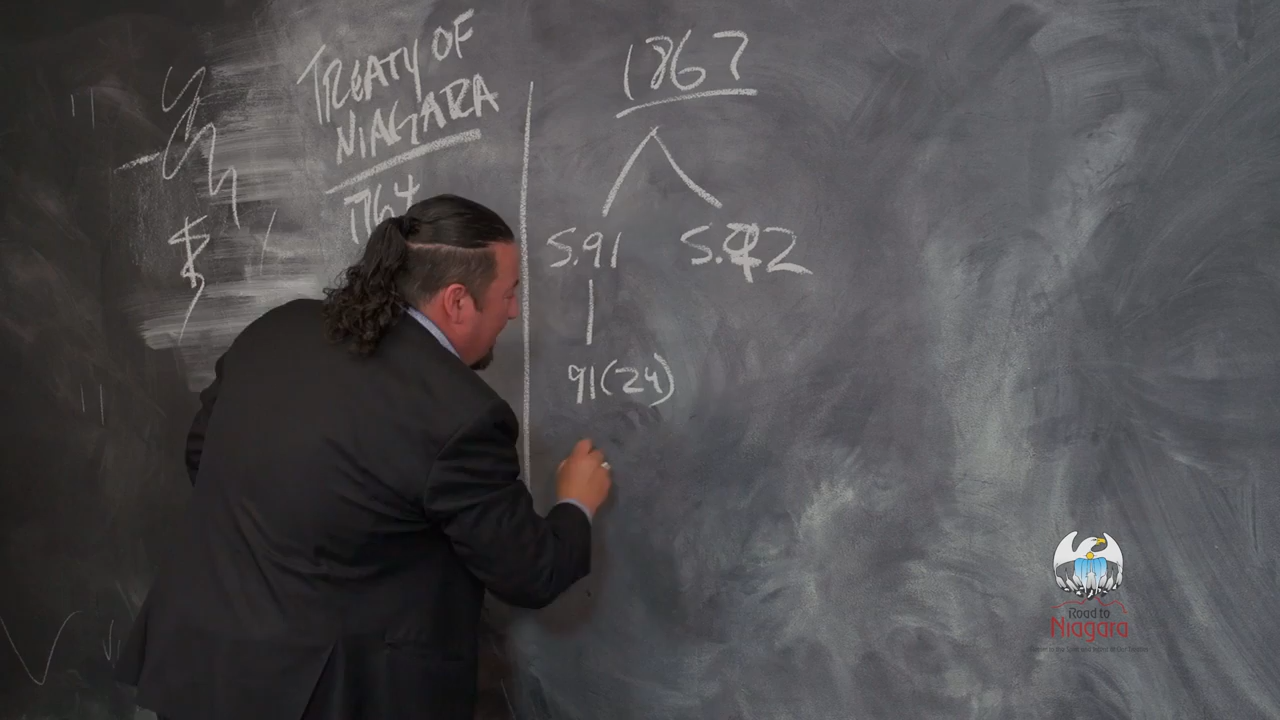 TREATY OF
NIAGARA
1764
1867
S.91
S.92
91(24)
Road to
Niagara